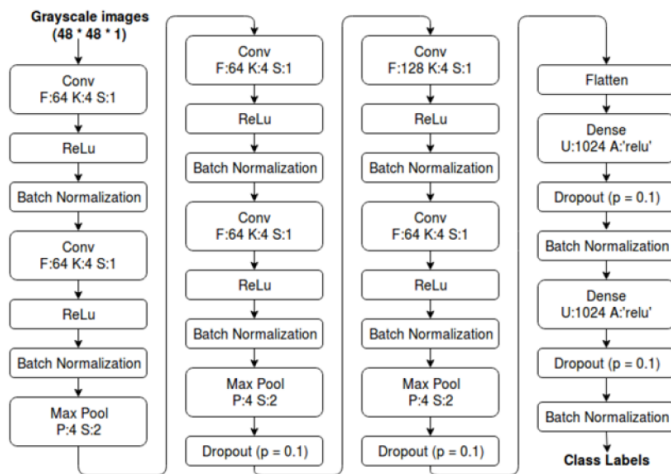 Grayscale images
(48 * 48 * 1)
Conv
F:64 K:4 S:1
ReLu
Batch Normalization
Conv
F:64 K:4 S:1
ReLu
Batch Normalization
Max Pool
P:4 S:2
Conv
F:64 K:4 S:1
ReLu
Batch Normalization
Conv
F:64 K:4 S:1
ReLu
Batch Normalization
Max Pool
P:4 S:2
Dropout (p = 0.1)
Conv
F:128 K:4 S:1
ReLu
Batch Normalization
Conv
F:64 K:4 S:1
ReLu
Batch Normalization
Max Pool
P:4 S:2
Dropout (p = 0.1)
Flatten
Dense
U:1024 A:'relu'
Dropout (p = 0.1)
Batch Normalization
Dense
U:1024 A:'relu'
Dropout (p = 0.1)
Batch Normalization
Class Labels